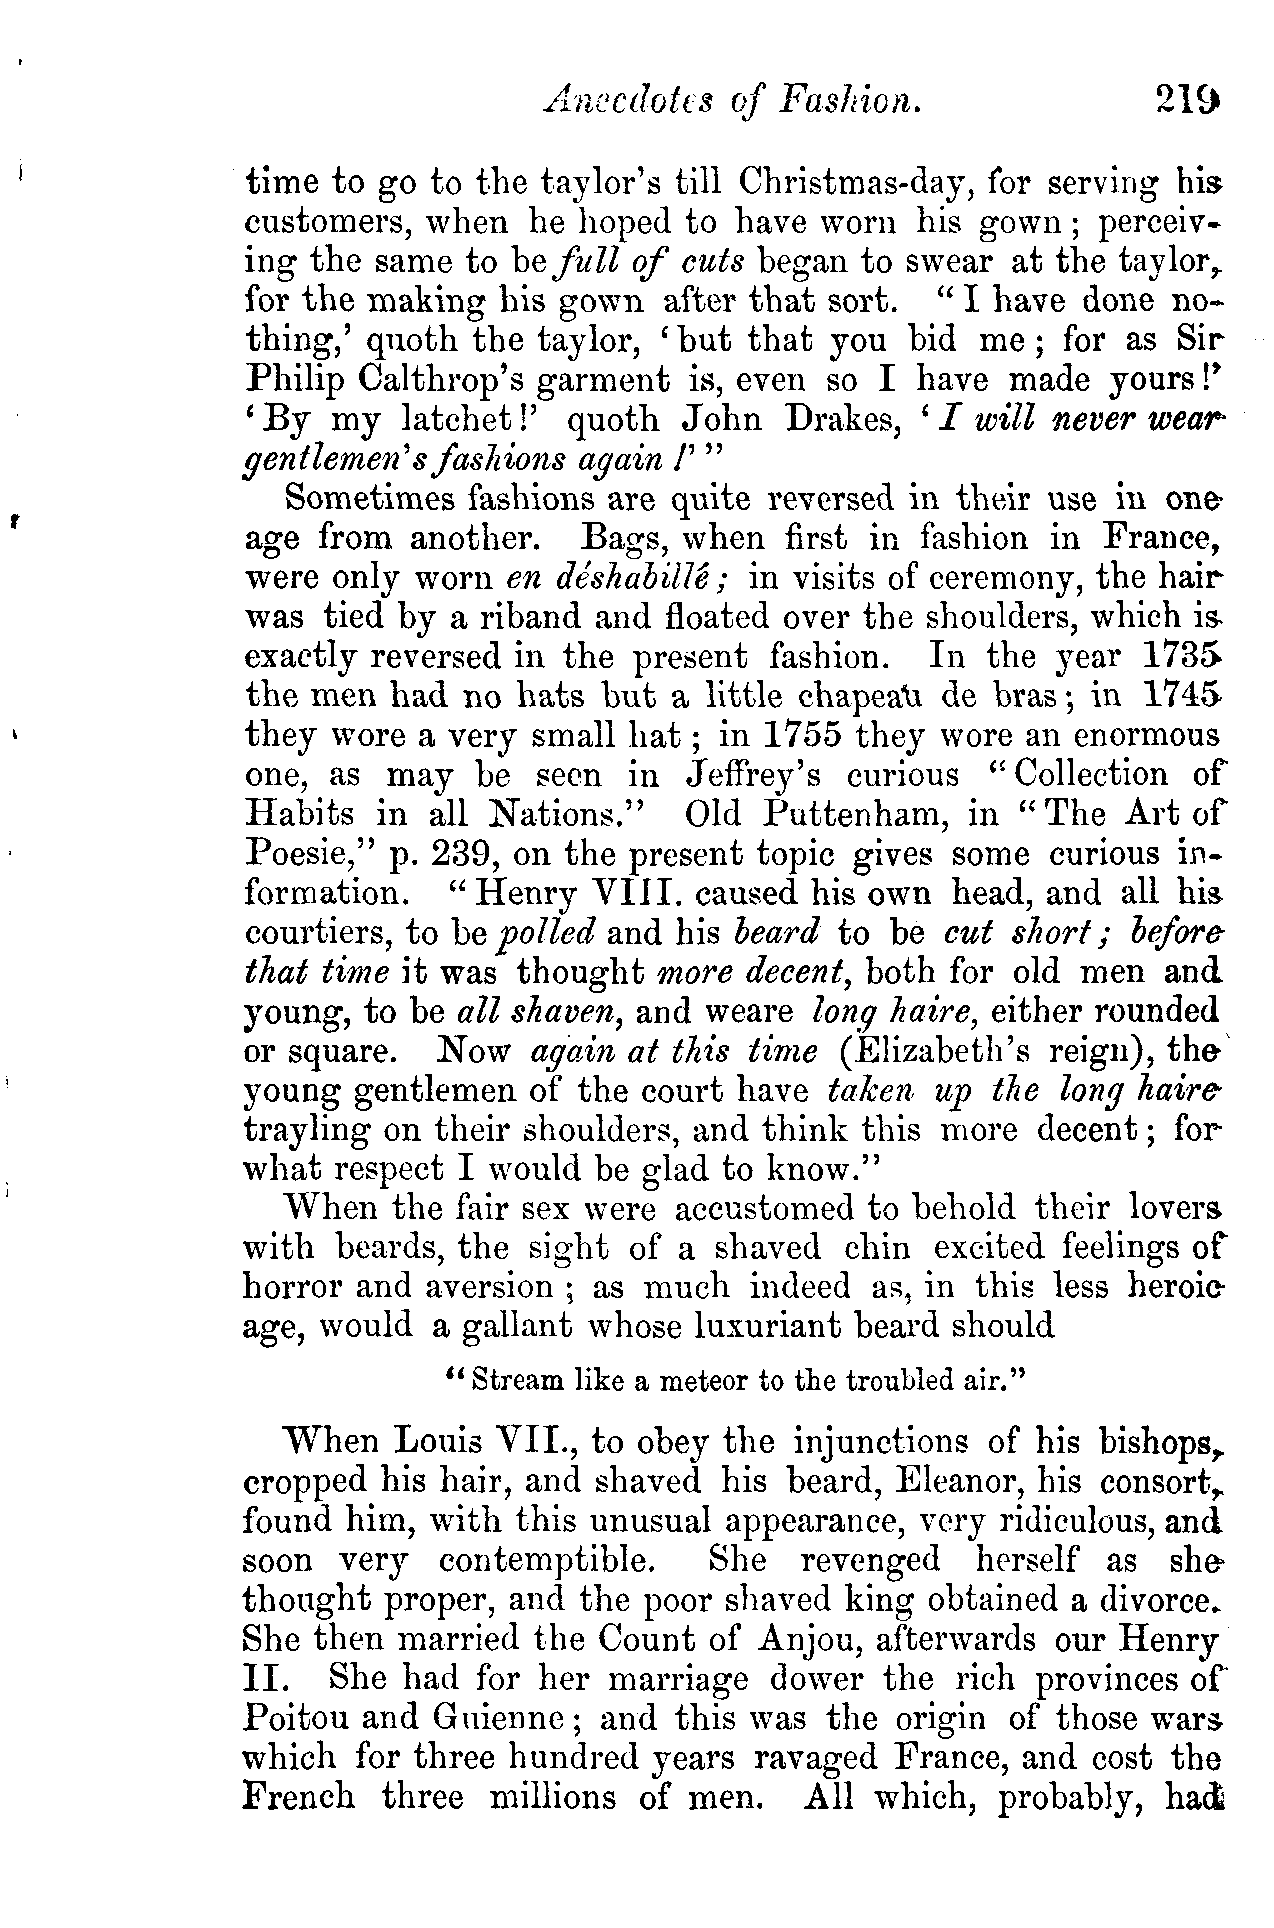 Anecdotes of Fashion. 219
time to go to the taylor's till Christmas-day, for serving his
customers, when he hoped to have worn his gown; perceiv-
ing the same to be full of cuts began to swear at the taylor,
for the making his gown after that sort. "I have done no-
thing,' quoth the taylor, 'but that you bid me; for as Sir
Philip Calthrop's garment is, even so I have made yours!'
'By my latchet!' quoth John Drakes, 'I will never wear
gentlemen's fashions again!'"
Sometimes fashions are quite reversed in their use in one
age from another. Bags, when first in fashion in France,
were only worn en déshabillé; in visits of ceremony, the hair
was tied by a riband and floated over the shoulders, which is
exactly reversed in the present fashion. In the year 1735
the men had no hats but a little chapeau de bras; in 1745
they wore a very small hat; in 1755 they wore an enormous
one, as may be seen in Jeffrey's curious "Collection of
Habits in all Nations." Old Puttenham, in "The Art of
Poesie," p. 239, on the present topic gives some curious in-
formation. "Henry VIII. caused his own head, and all his
courtiers, to be polled and his beard to be cut short; before
that time it was thought more decent, both for old men and
young, to be all shaven, and weare long haire, either rounded
or square. Now again at this time (Elizabeth's reign), the
young gentlemen of the court have taken up the long haire
trayling on their shoulders, and think this more decent; for
what respect I would be glad to know."
When the fair sex were accustomed to behold their lovers
with beards, the sight of a shaved chin excited feelings of
horror and aversion; as much indeed as, in this less heroic
age, would a gallant whose luxuriant beard should
"Stream like a meteor to the troubled air."
When Louis VII., to obey the injunctions of his bishops,
cropped his hair, and shaved his beard, Eleanor, his consort,
found him, with this unusual appearance, very ridiculous, and
soon very contemptible. She revenged herself as she
thought proper, and the poor shaved king obtained a divorce.
She then married the Count of Anjou, afterwards our Henry
II. She had for her marriage dower the rich provinces of
Poitou and Guienne; and this was the origin of those wars
which for three hundred years ravaged France, and cost the
French three millions of men. All which, probably, had